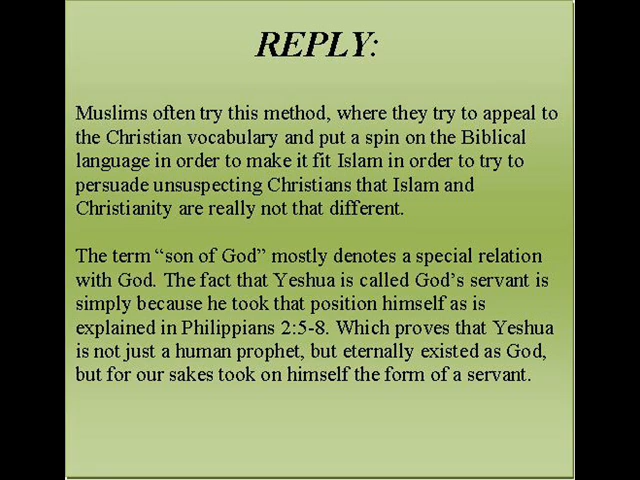 REPLY:
Muslims often try this method, where they try to appeal to
the Christian vocabulary and put a spin on the Biblical
language in order to make it fit Islam in order to try to
persuade unsuspecting Christians that Islam and
Christianity are really not that different.
The term “son of God” mostly denotes a special relation
with God. The fact that Yeshua is called God’s servant is
simply because he took that position himself as is
explained in Philippians 2:5-8. Which proves that Yeshua
is not just a human prophet, but eternally existed as God,
but for our sakes took on himself the form of a servant.